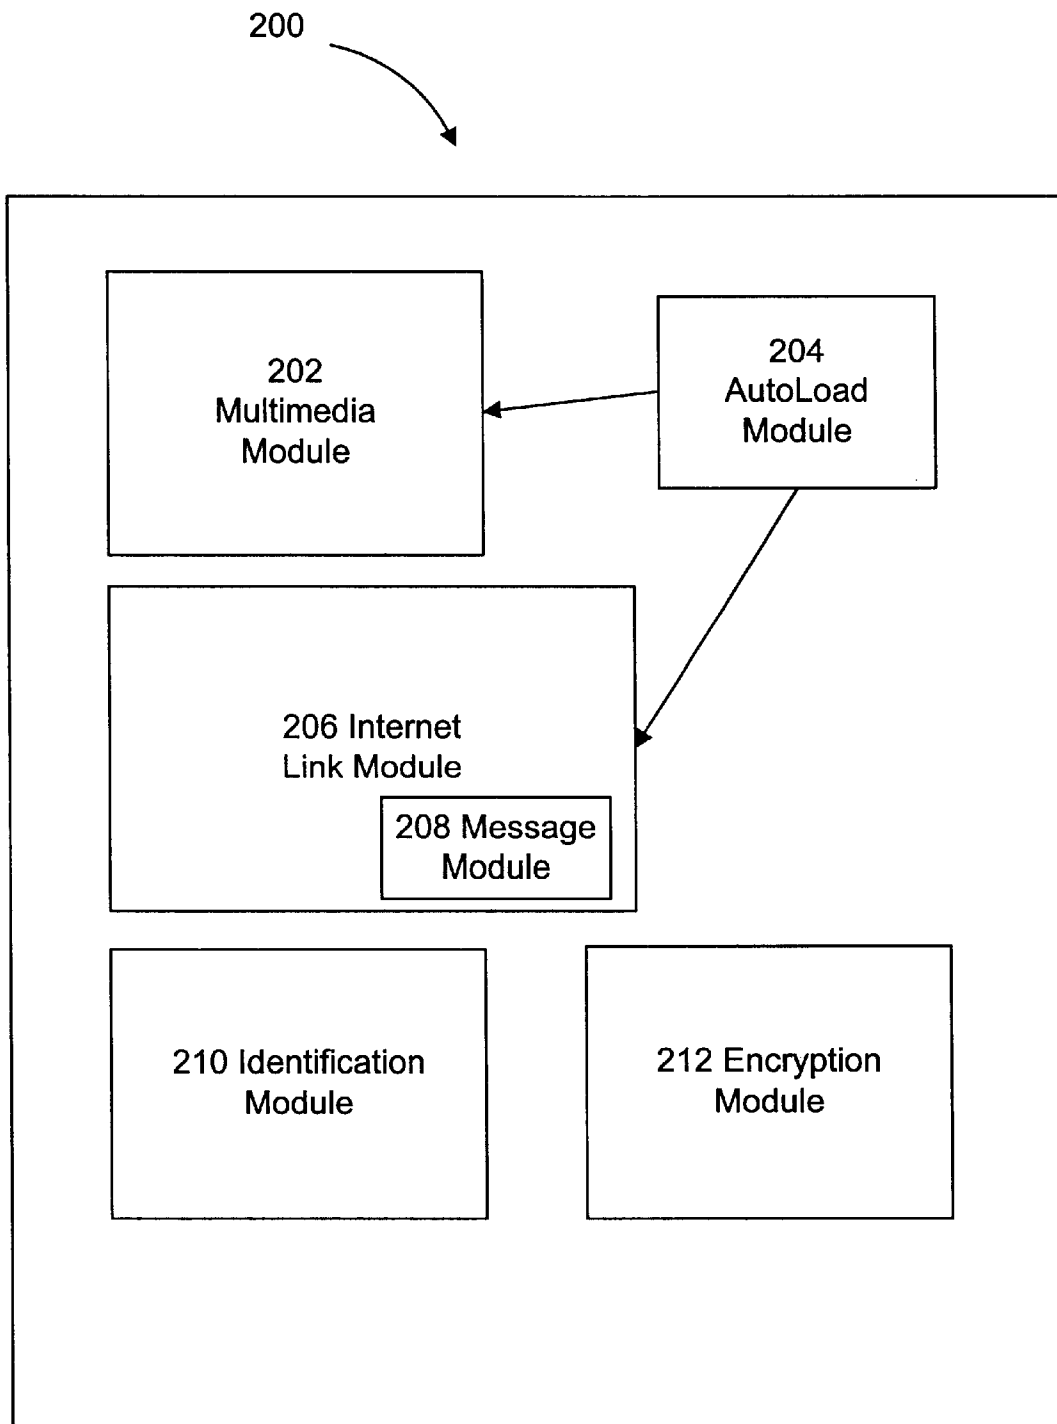 200
202
Multimedia
Module
204
AutoLoad
Module
206 Internet
Link Module
208 Message
Module
210 Identification
Module
212 Encryption
Module